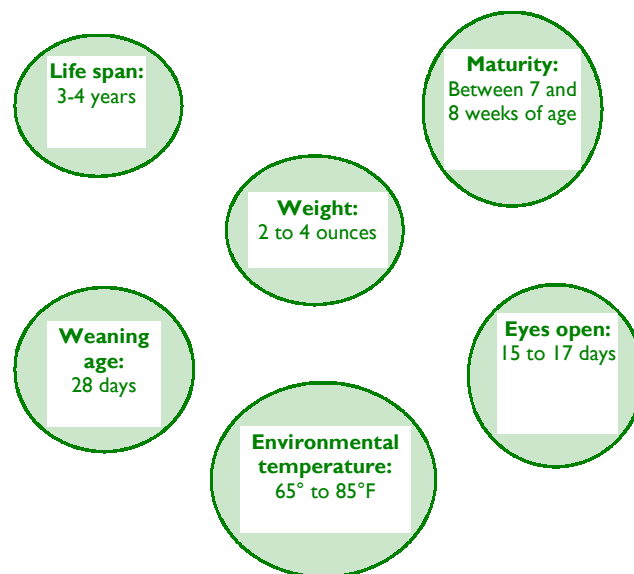 Life span:
3-4 years
Maturity:
Between 7 and
8 weeks of age
Weight:
2 to 4 ounces
Weaning
age:
28 days
Eyes open:
15 to 17 days
Environmental
temperature:
65° to 85°F